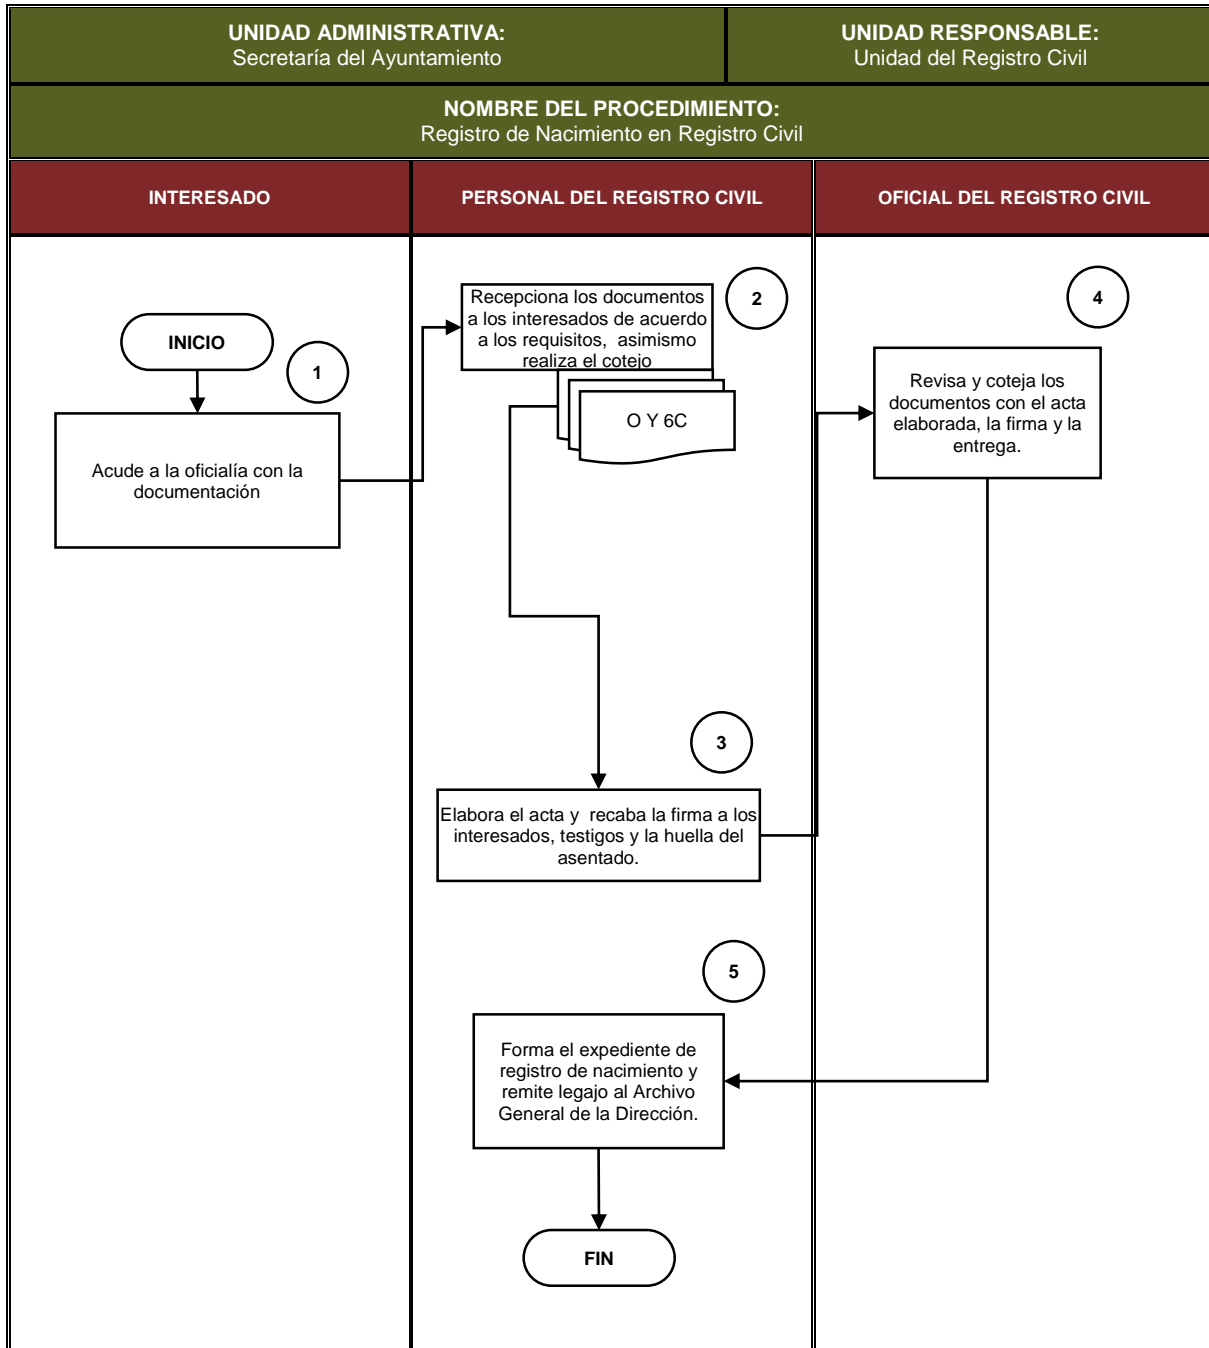 UNIDAD ADMINISTRATIVA:
Secretaría del Ayuntamiento
UNIDAD RESPONSABLE:
Unidad del Registro Civil
NOMBRE DEL PROCEDIMIENTO:
Registro de Nacimiento en Registro Civil
INTERESADO
PERSONAL DEL REGISTRO CIVIL
OFICIAL DEL REGISTRO CIVIL
INICIO
1
Acude a la oficialía con la
documentación
2
Recepciona los documentos
a los interesados de acuerdo
a los requisitos, asimismo
realiza el cotejo
O Y 6C
3
Elabora el acta y recaba la firma a los
interesados, testigos y la huella del
asentado.
4
Revisa y coteja los
documentos con el acta
elaborada, la firma y la
entrega.
5
Forma el expediente de
registro de nacimiento y
remite legajo al Archivo
General de la Dirección.
FIN